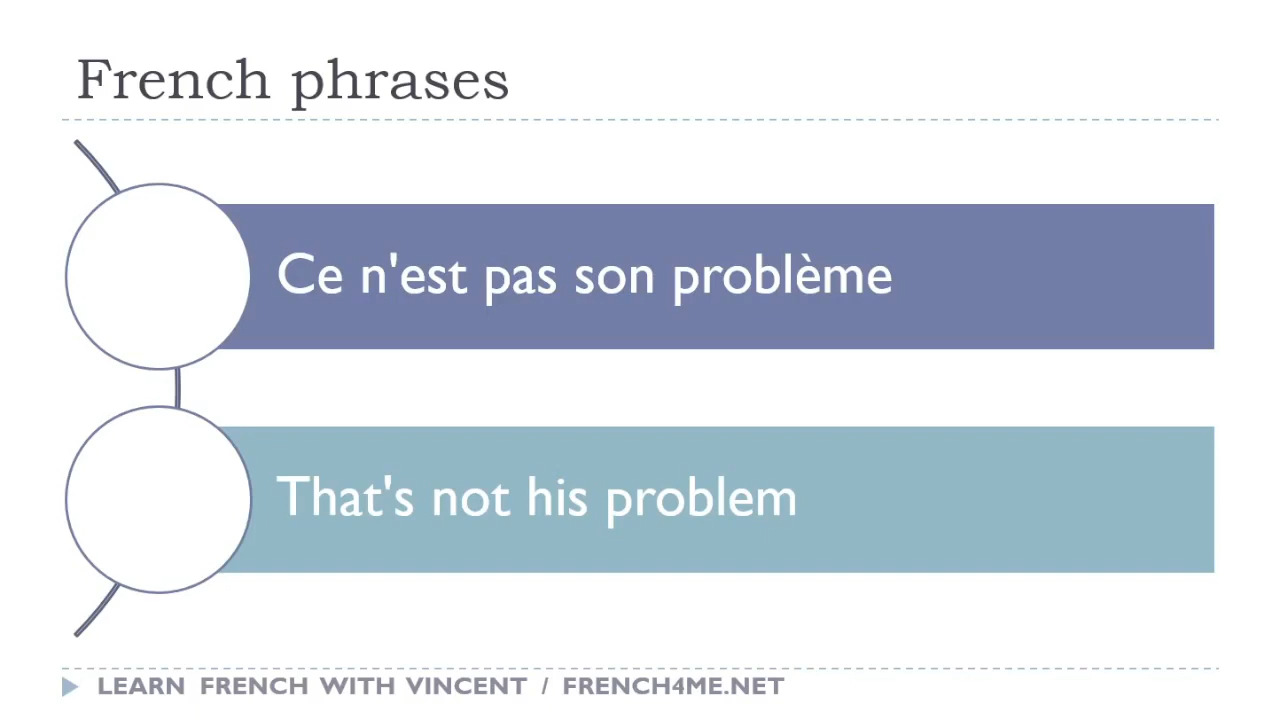 French phrases
Ce n'est pas son problème
That's not his problem
LEARN FRENCH WITH VINCENT / FRENCH4ME.NET